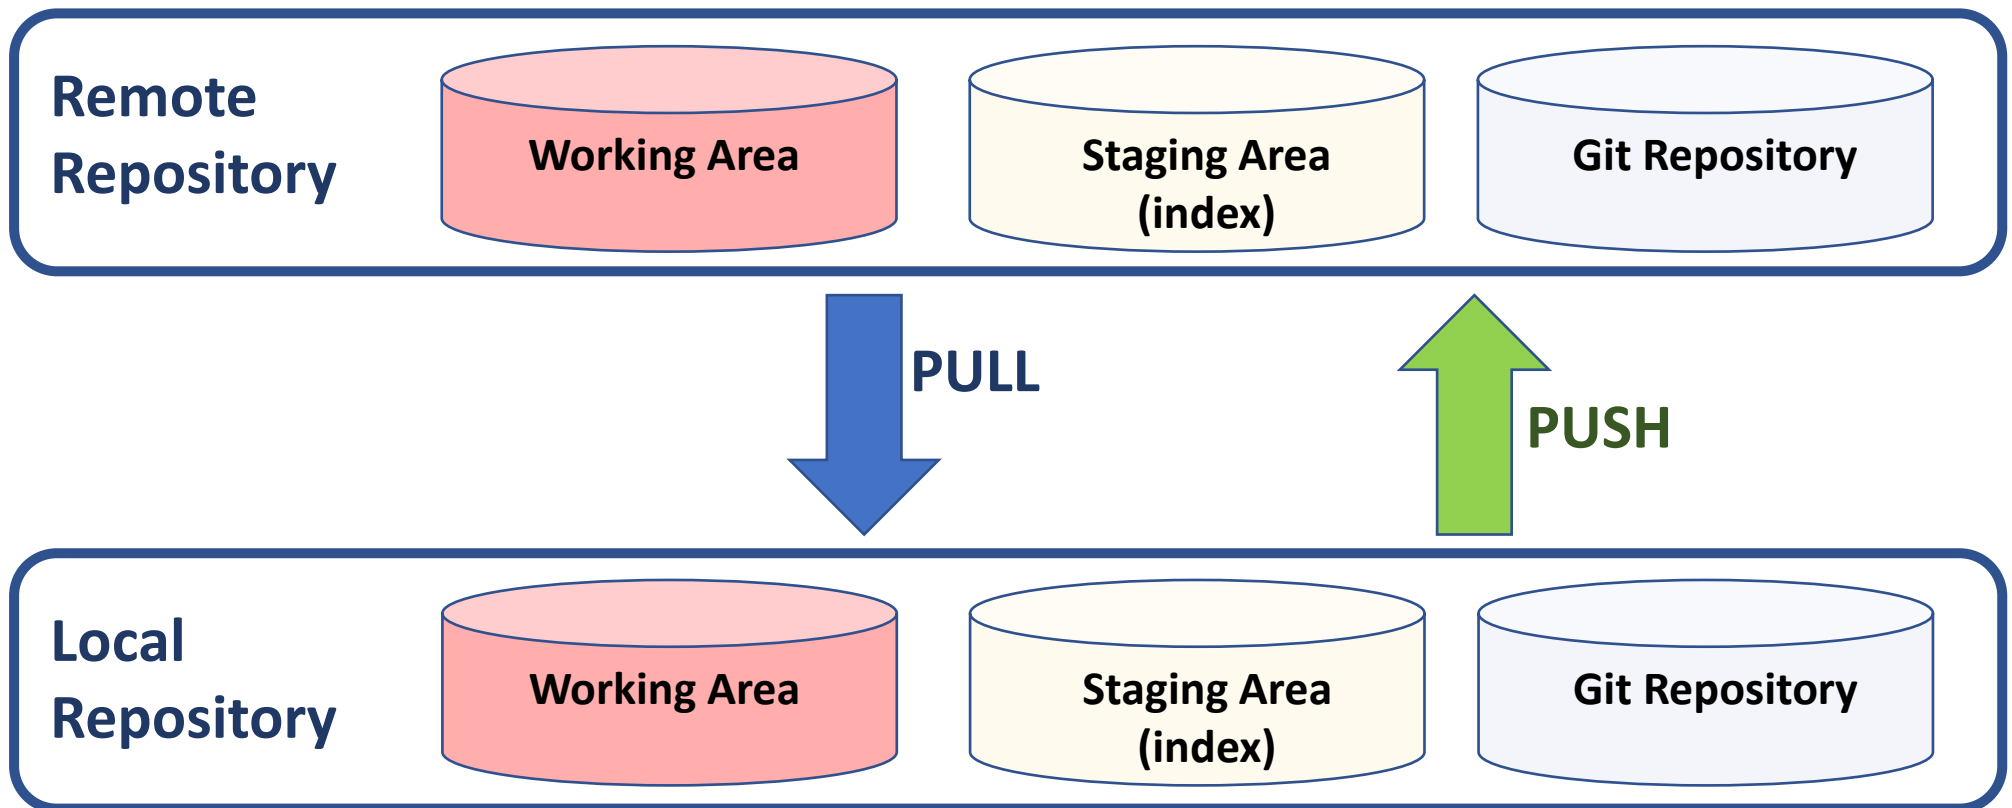 Remote
Repository
Working Area
Staging Area
(index)
Git Repository
PULL
PUSH
Local
Repository
Working Area
Staging Area
(index)
Git Repository